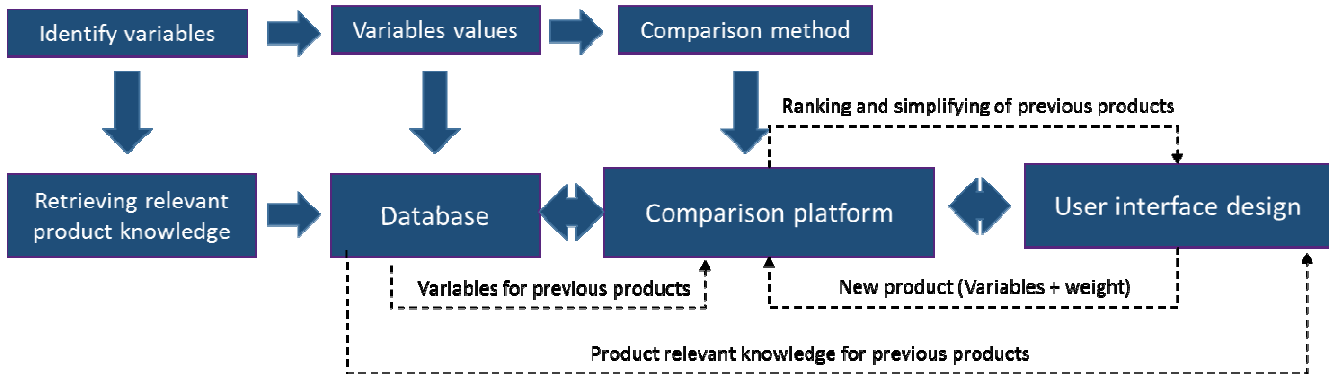 Identify variables
Variables values
Comparison method
Ranking and simplifying of previous products
Retrieving relevant
product knowledge
Database
Comparison platform
User interface design
Variables for previous products
New product (Variables + weight)
Product relevant knowledge for previous products